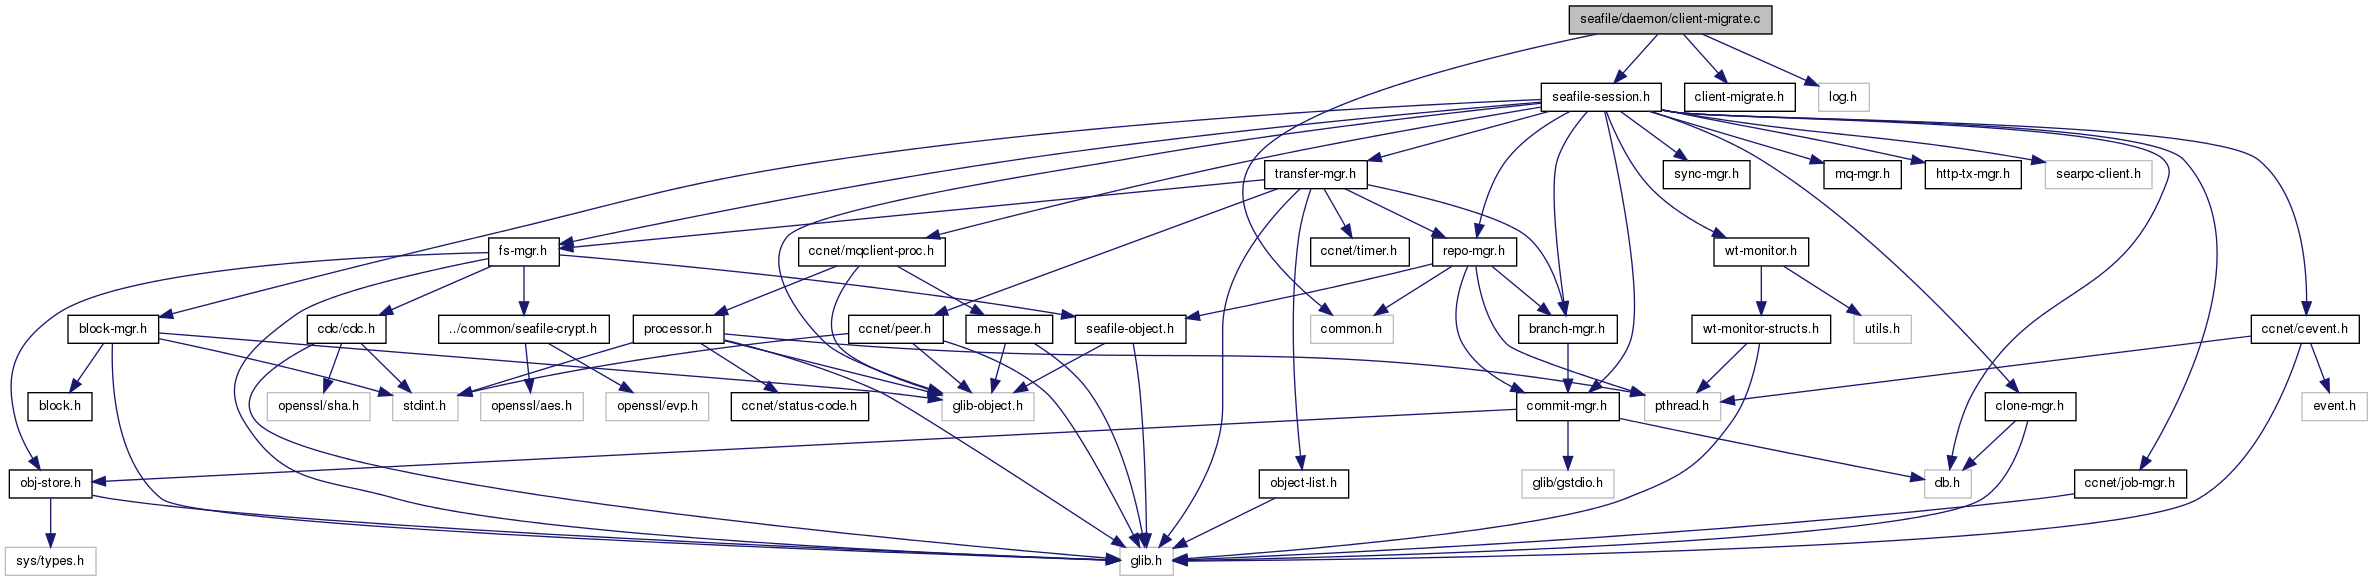 seafile/daemon/client-migrate.c
seafile-session.h
client-migrate.h
log.h
transfer-mgr.h
sync-mgr.h
mq-mgr.h
http-tx-mgr.h
searpc-client.h
fs-mgr.h
ccnet/mqclient-proc.h
ccnet/timer.h
repo-mgr.h
wt-monitor.h
block-mgr.h
cdc/cdc.h
../common/seafile-crypt.h
processor.h
ccnet/peer.h
message.h
seafile-object.h
common.h
branch-mgr.h
wt-monitor-structs.h
utils.h
ccnet/cevent.h
block.h
openssl/sha.h
stdint.h
openssl/aes.h
openssl/evp.h
ccnet/status-code.h
glib-object.h
commit-mgr.h
pthread.h
clone-mgr.h
event.h
obj-store.h
object-list.h
glib/gstdio.h
db.h
ccnet/job-mgr.h
sys/types.h
glib.h